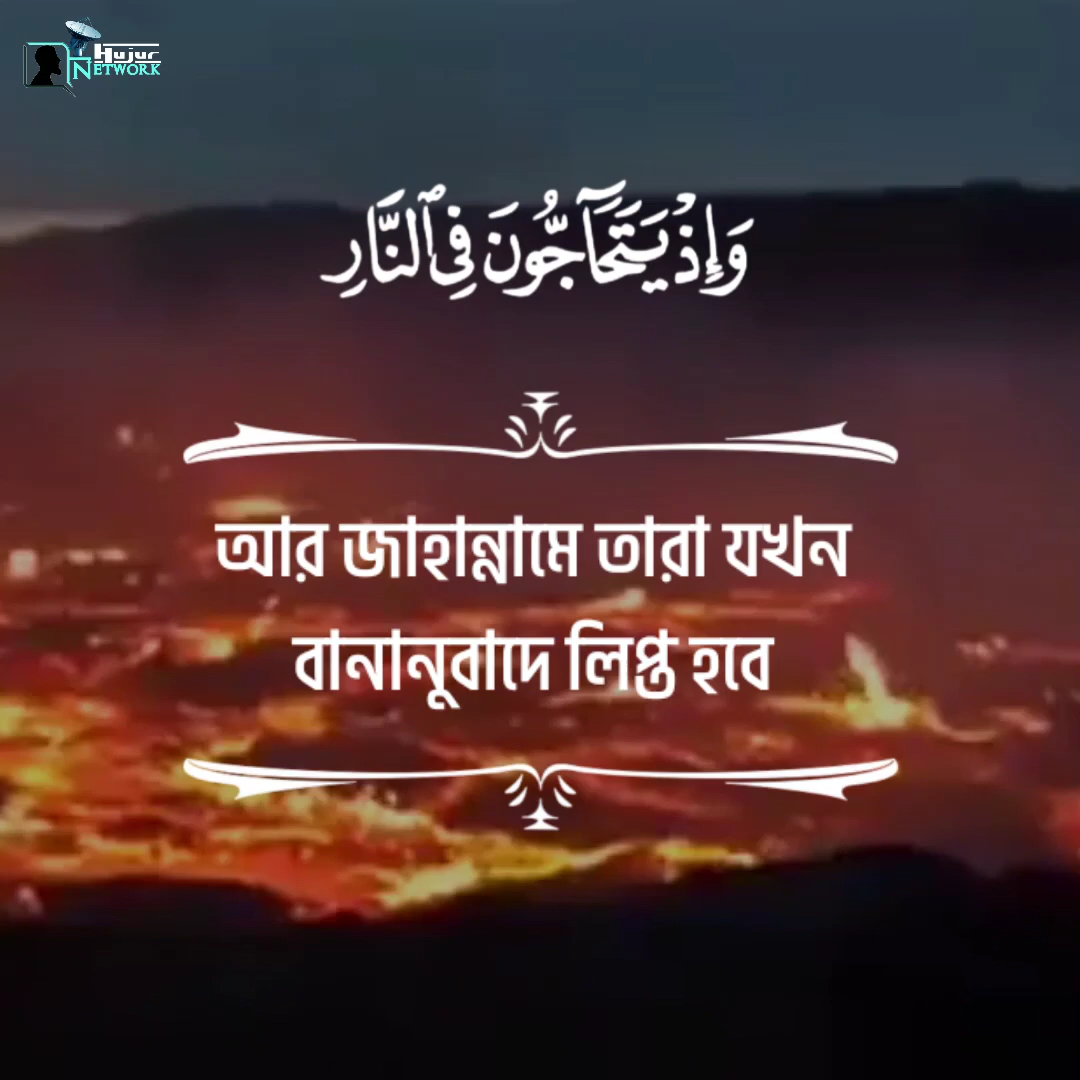 Hujur
NETWORK
وَإِذْ يَتَحَآجُّونَ فِى ٱلنَّارِ
আর জাহান্নামে তারা যখন
বানানুবাদে লিপ্ত হবে